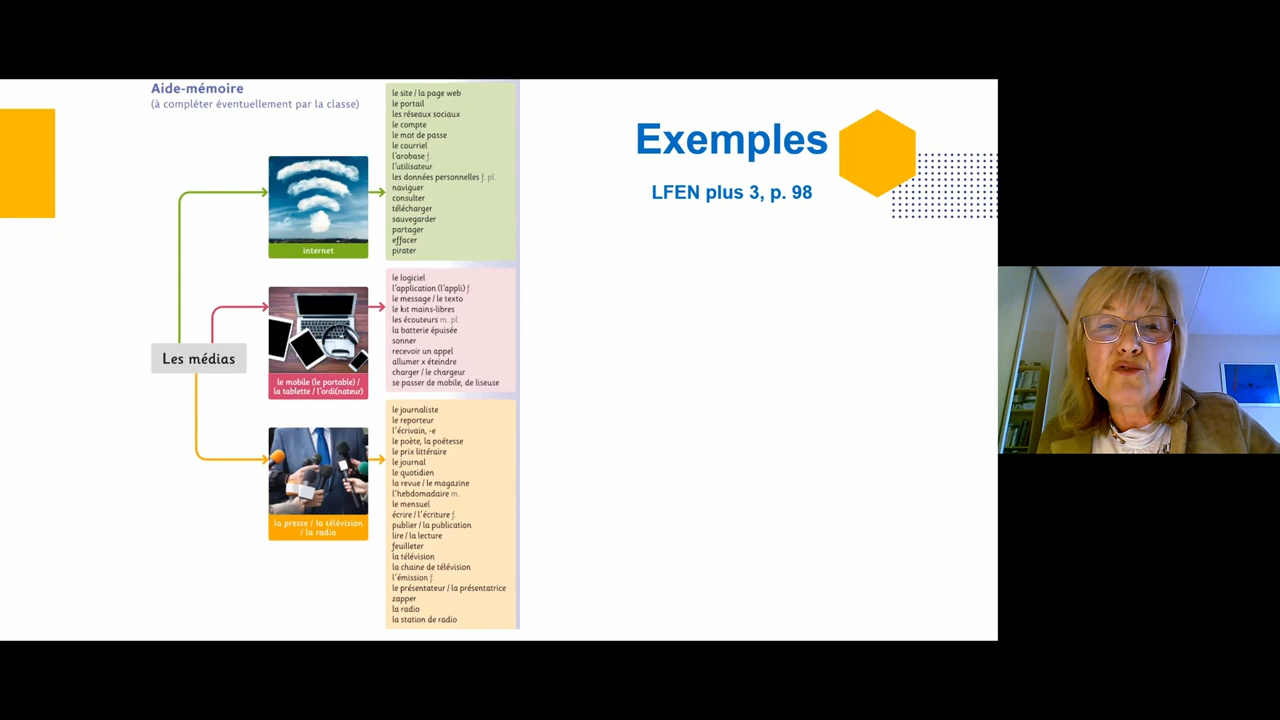 Aide-mémoire
(à compléter éventuellement par la classe)
Exemples
LFEN plus 3, p. 98
Les médias
internet
le site / la page web
le portail
les réseaux sociaux
le compte
le mot de passe
le courriel
l'arobase f.
l'utilisateur
les données personnelles f. pl.
naviguer
consulter
télécharger
sauvegarder
partager
effacer
pirater
le mobile (le portable) /
la tablette / l'ordi(nateur)
le logiciel
l'application (l'appli) f.
le message / le texto
le kit mains-libres
les écouteurs m. pl.
la batterie épuisée
sonner
recevoir un appel
allumer x éteindre
charger / le chargeur
se passer de mobile, de liseuse
la presse / la télévision
/ la radio
le journaliste
le reporteur
l'écrivain, -e
le poète, la poétesse
le prix littéraire
le journal
le quotidien
la revue / le magazine
l'hebdomadaire m.
le mensuel
écrire / l'écriture f.
publier / la publication
lire / la lecture
feuilleter
la télévision
la chaine de télévision
l'émission f.
le présentateur / la présentatrice
zapper
la radio
la station de radio